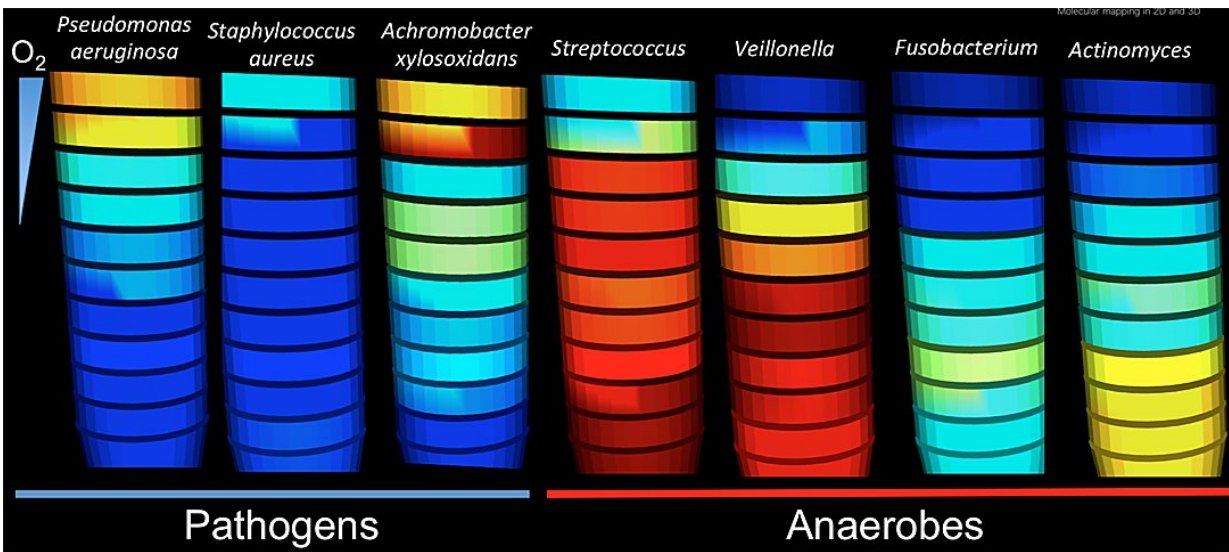 Molecular mapping in 2D and 3D
O2
Pseudomonas
aeruginosa
Staphylococcus
aureus
Achromobacter
xylosoxidans
Streptococcus
Veillonella
Fusobacterium
Actinomyces
Pathogens
Anaerobes